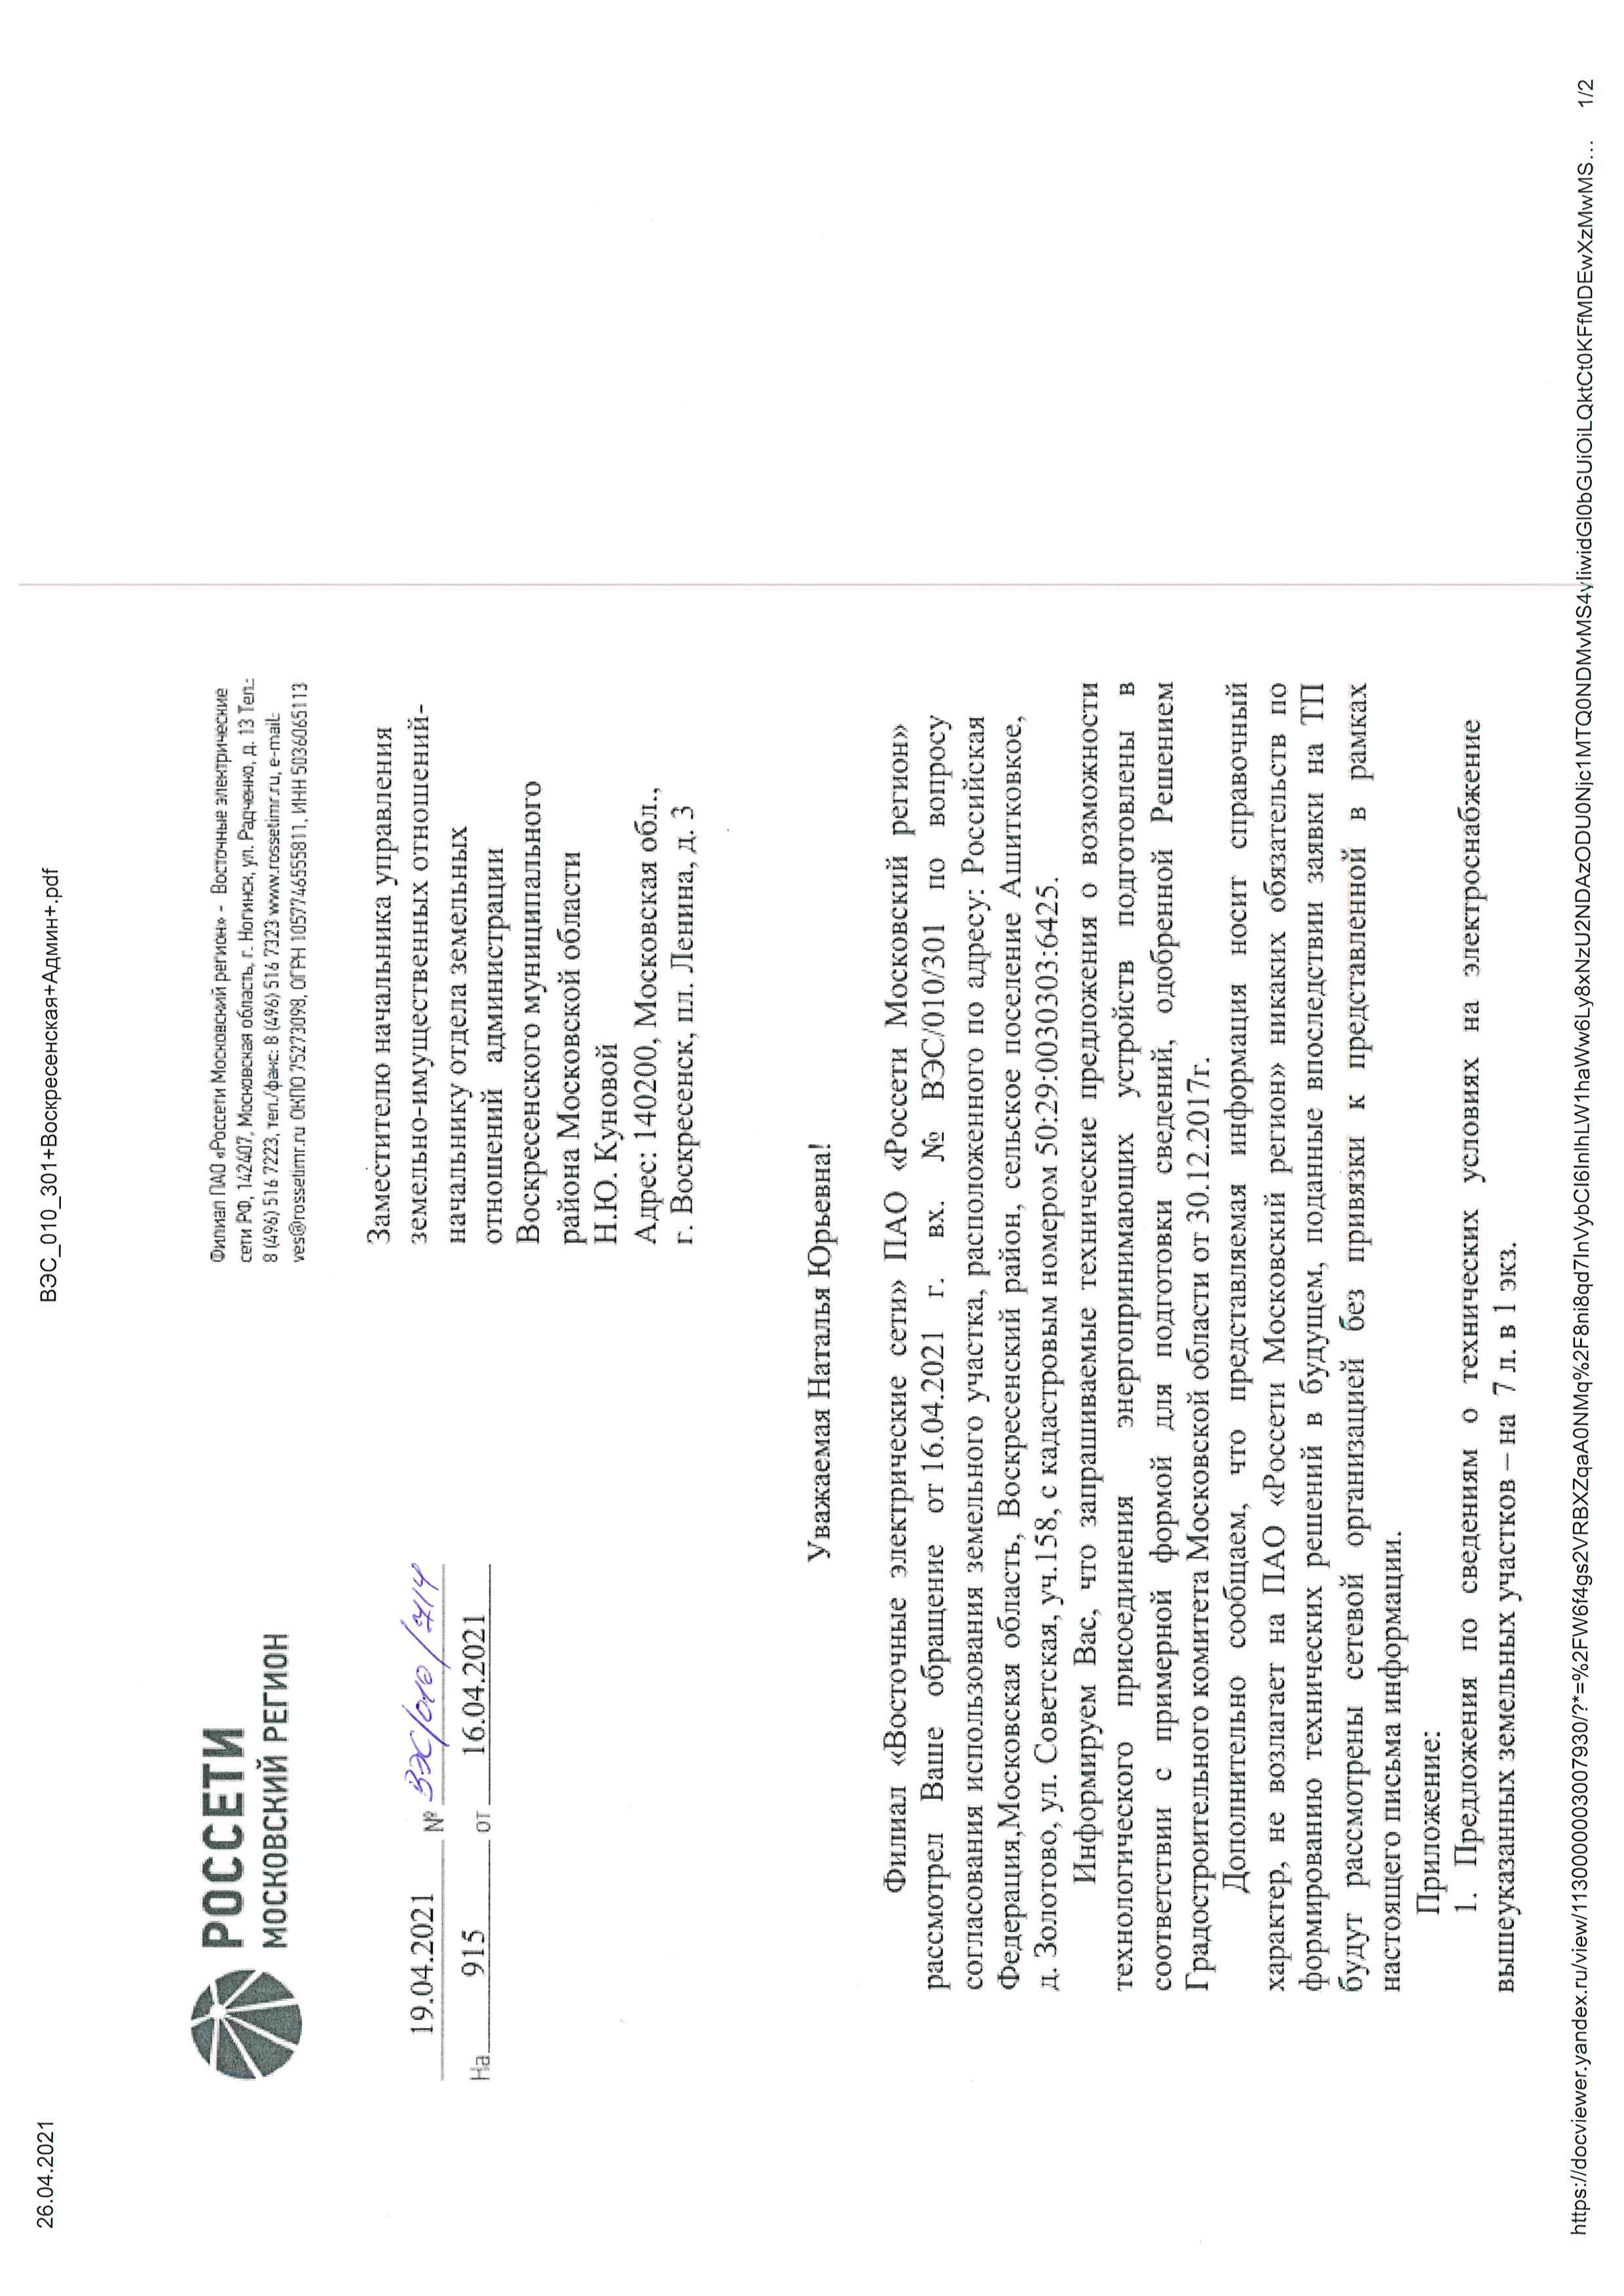 26.04.2021
ВЭС_010_301+Воскресенская+Админ+.pdf
РОССЕТИ
МОСКОВСКИЙ РЕГИОН
Филиал ПАО «Россети Московский регион» - Восточные электрические
сети РФ, 142407, Московская область, г. Ногинск, ул. Радченко, д. 13 Тел.:
8 (496) 516 7223, тел./факс: 8 (496) 516 7323 www.rossetimr.ru, e-mail:
ves@rossetimr.ru ОКПО 75273098, ОГРН 1057746555811, ИНН 5036065113
19.04.2021 № ВЭС/010/714
На 915 от 16.04.2021
Заместителю начальника управления
земельно-имущественных отношений-
начальнику отдела земельных
отношений администрации
Воскресенского муниципального
района Московской области
Н.Ю. Куновой
Адрес: 140200, Московская обл.,
г. Воскресенск, пл. Ленина, д. 3
Уважаемая Наталья Юрьевна!
Филиал «Восточные электрические сети» ПАО «Россети Московский регион»
рассмотрел Ваше обращение от 16.04.2021 г. вх. № ВЭС/010/301 по вопросу
согласования использования земельного участка, расположенного по адресу: Российская
Федерация,Московская область, Воскресенский район, сельское поселение Ашитковкое,
д. Золотово, ул. Советская, уч.158, с кадастровым номером 50:29:0030303:6425.
Информируем Вас, что запрашиваемые технические предложения о возможности
технологического присоединения энергопринимающих устройств подготовлены в
соответствии с примерной формой для подготовки сведений, одобренной Решением
Градостроительного комитета Московской области от 30.12.2017г.
Дополнительно сообщаем, что представляемая информация носит справочный
характер, не возлагает на ПАО «Россети Московский регион» никаких обязательств по
формированию технических решений в будущем, поданные впоследствии заявки на ТП
будут рассмотрены сетевой организацией без привязки к представленной в рамках
настоящего письма информации.
Приложение:
1. Предложения по сведениям о технических условиях на электроснабжение
вышеуказанных земельных участков – на 7 л. в 1 экз.
1/2